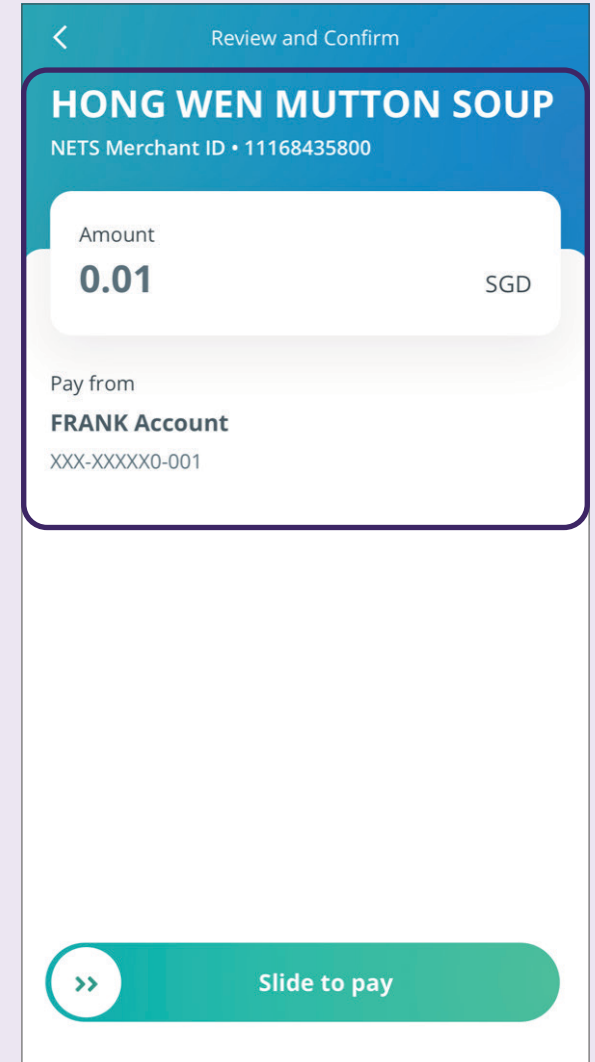 Review and Confirm
HONG WEN MUTTON SOUP
NETS Merchant ID • 11168435800
Amount
0.01 SGD
Pay from
FRANK Account
XXX-XXXXX0-001
Slide to pay